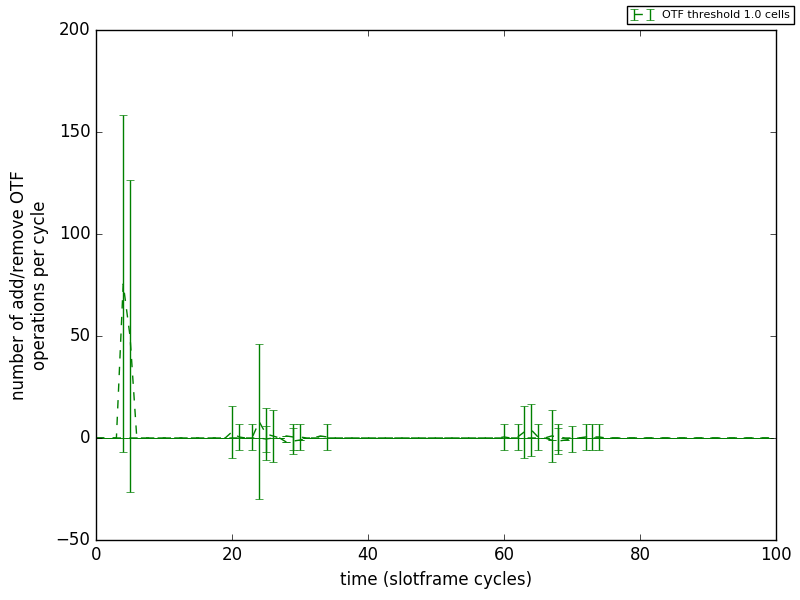 OTF threshold 1.0 cells
200
150
100
50
0
−50
number of add/remove OTF
operations per cycle
0 20 40 60 80 100
time (slotframe cycles)